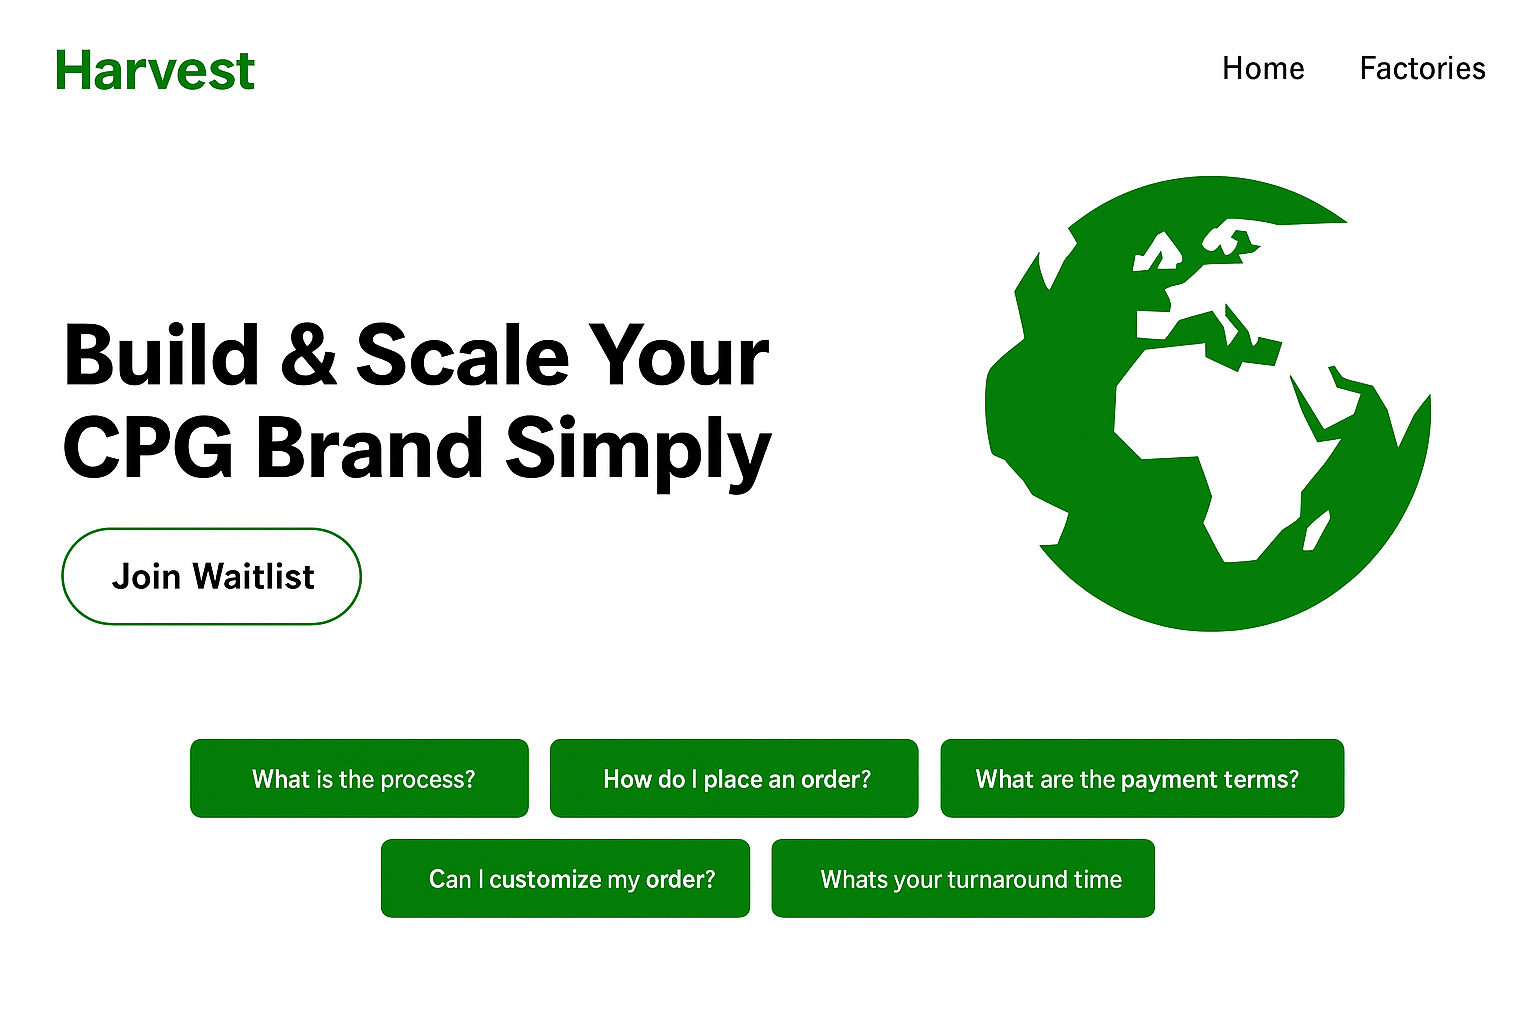 Harvest
Home Factories
Build & Scale Your
CPG Brand Simply
Join Waitlist
What is the process?
How do I place an order?
What are the payment terms?
Can I customize my order?
Whats your turnaround time